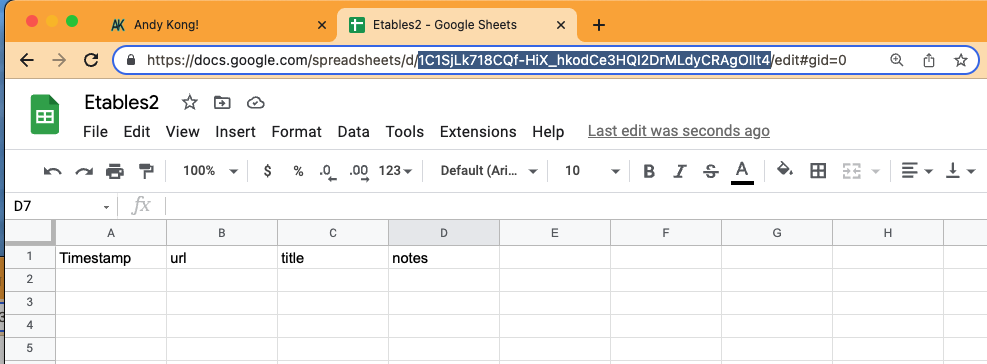 AK Andy Kong! × Etables2 - Google Sheets × +
https://docs.google.com/spreadsheets/d/1C1SjLk718CQf-HiX_hkodCe3HQI2DrMLdyCRAgOIIt4/edit#gid=0
Etables2
File Edit View Insert Format Data Tools Extensions Help Last edit was seconds ago
100% $ % .0 .00 123 Default (Ari... 10 B I S A
D7 fx
A B C D E F G H
1 Timestamp url title notes
2
3
4
5